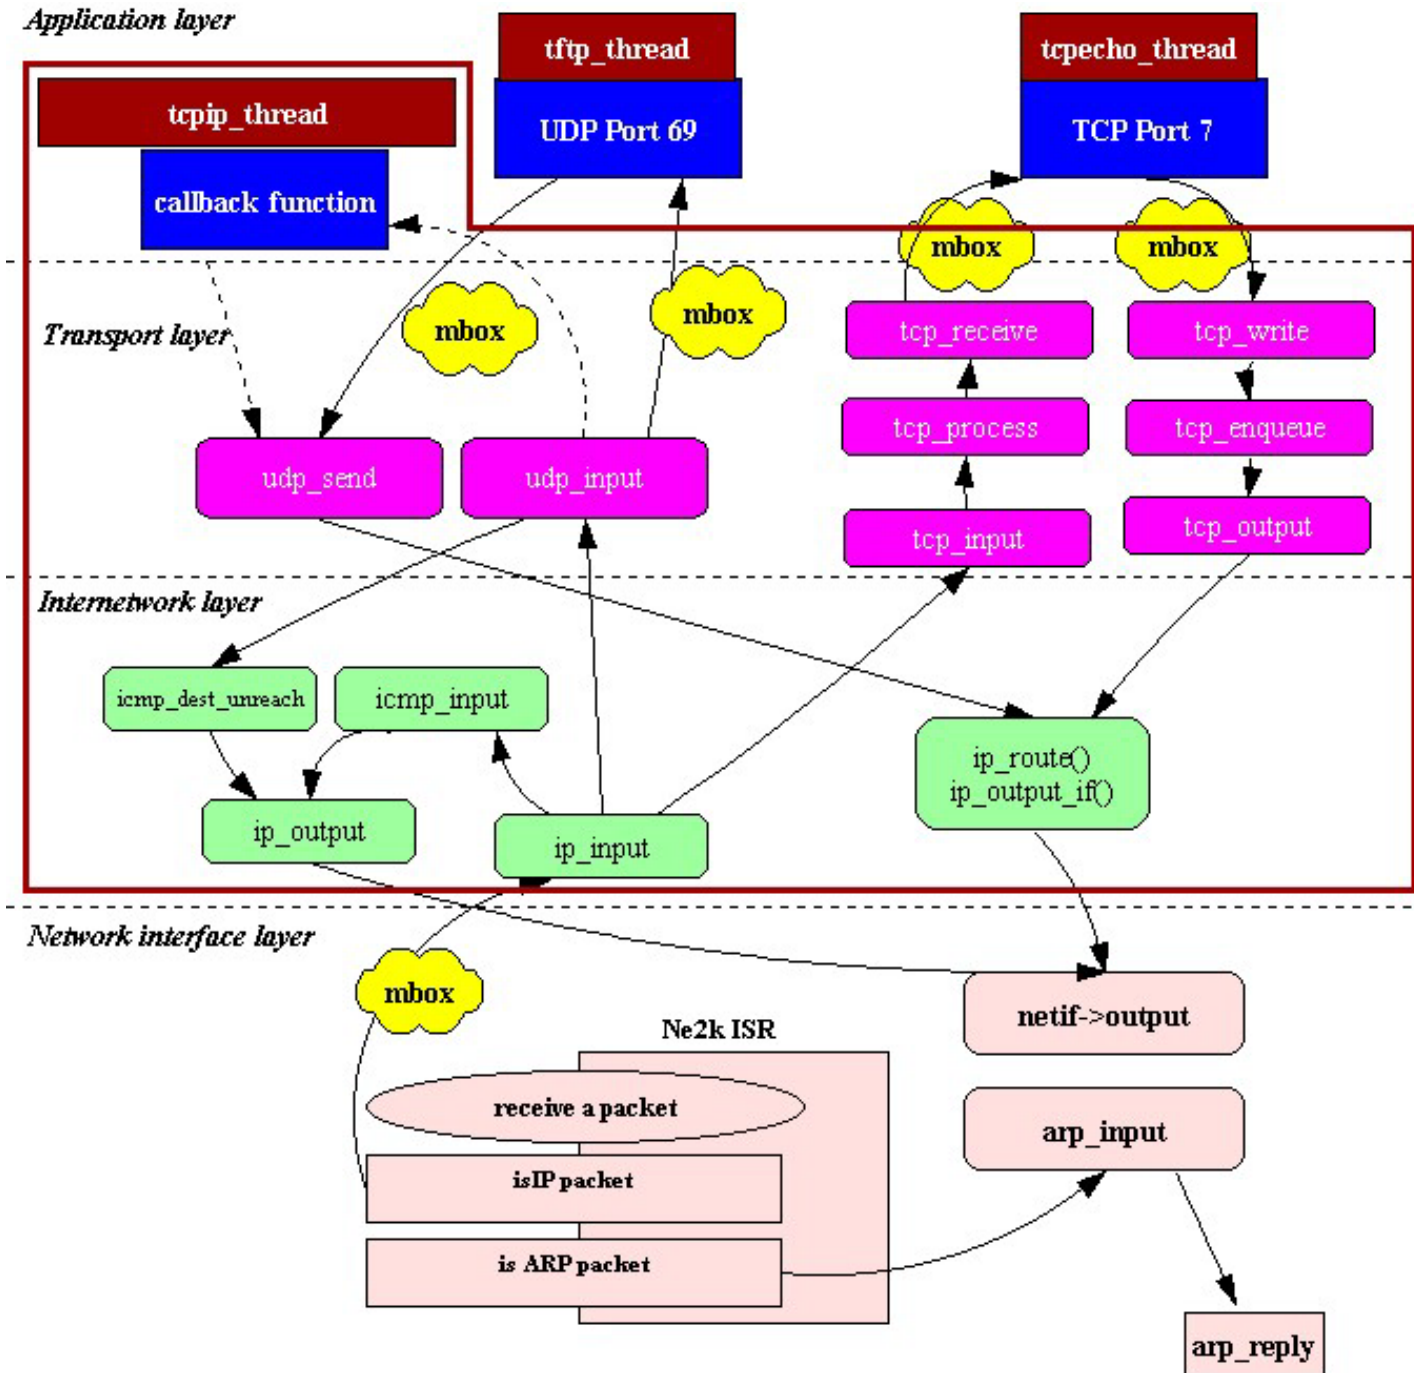 Application layer
tftp_thread
tcpecho_thread
tcpip_thread
UDP Port 69
TCP Port 7
callback function
mbox
mbox
mbox
mbox
Transport layer
tcp_receive
tcp_write
tcp_process
tcp_enqueue
udp_send
udp_input
tcp_input
tcp_output
Internetwork layer
icmp_dest_unreach
icmp_input
ip_route()
ip_output_if()
ip_output
ip_input
Network interface layer
mbox
netif->output
Ne2k ISR
receive a packet
arp_input
isIP packet
is ARP packet
arp_reply